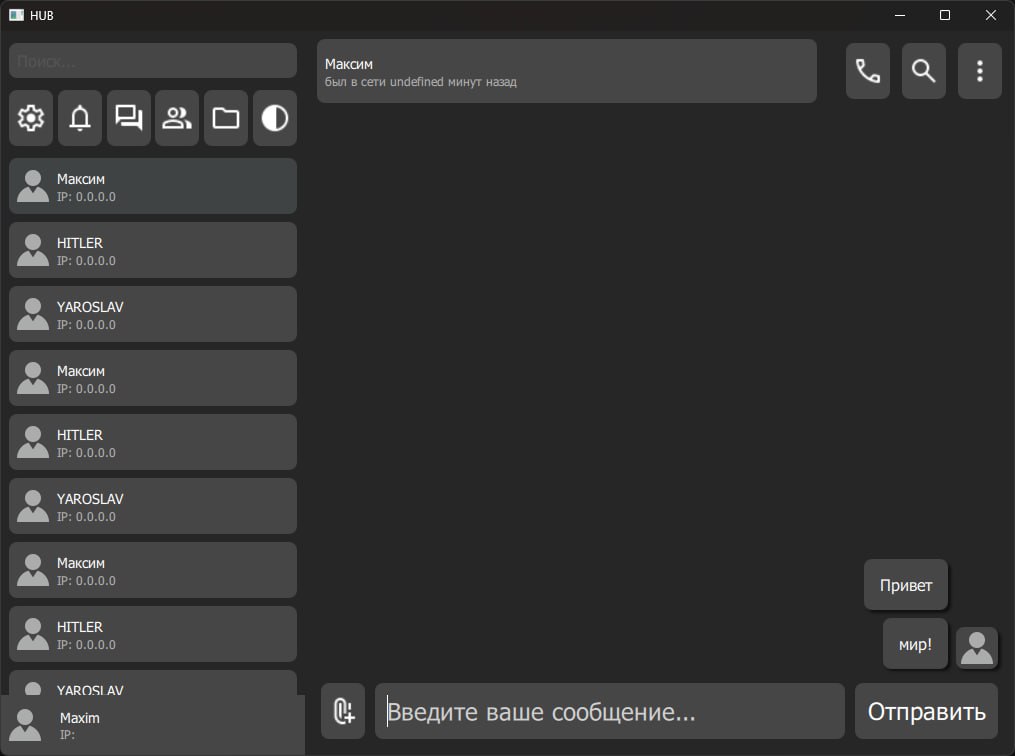 HUB
Поиск...
Максим
IP: 0.0.0.0
HITLER
IP: 0.0.0.0
YAROSLAV
IP: 0.0.0.0
Максим
IP: 0.0.0.0
HITLER
IP: 0.0.0.0
YAROSLAV
IP: 0.0.0.0
Максим
IP: 0.0.0.0
HITLER
IP: 0.0.0.0
YAROSLAV
Maxim
IP:
Максим
был в сети undefined минут назад
Привет
мир!
Введите ваше сообщение...
Отправить